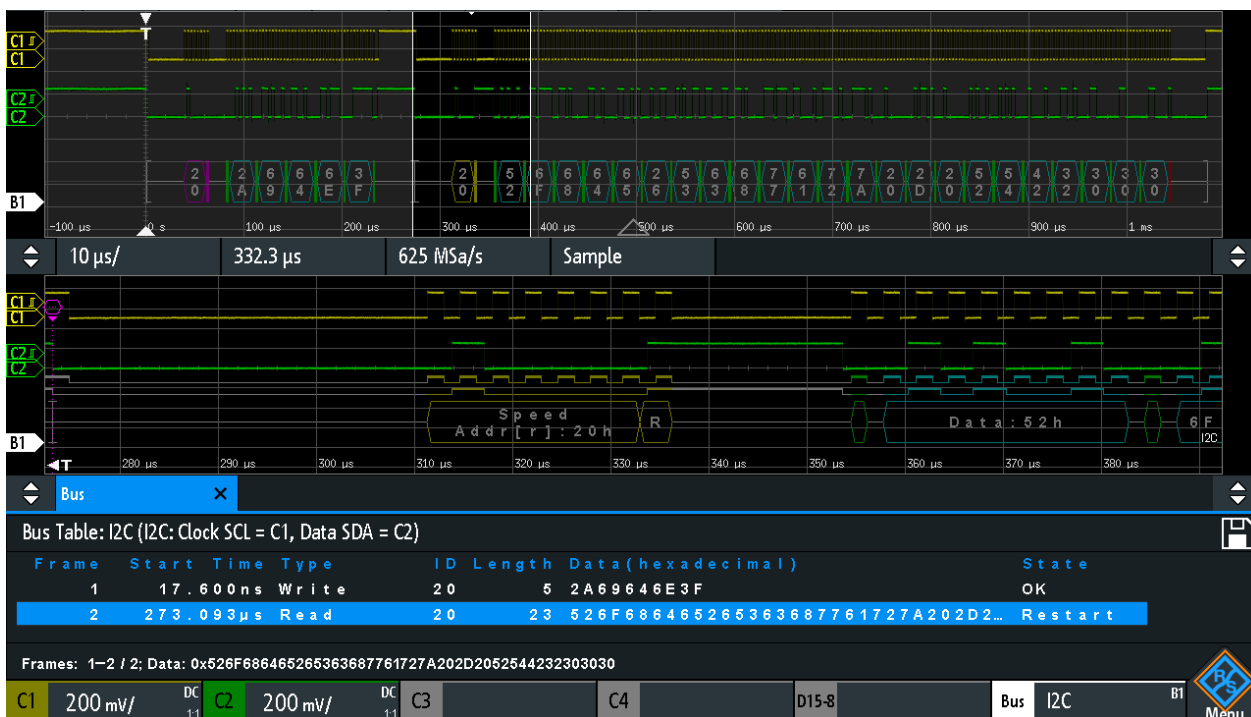 T
C1
C1
C2
C2
2 2 6 6 6 3 2 5 6 6 6 6 2 6 6 6 7 6 7 7 2 2 2 5 5 4 3 3 3 3
0 A 9 4 E F 0 2 F 8 4 5 6 3 3 8 7 1 2 A 0 D 0 2 4 2 2 0 0 0
B1
-100 µs 0 s 100 µs 200 µs 300 µs 400 µs 500 µs 600 µs 700 µs 800 µs 900 µs 1 ms
10 µs/ 332.3 µs 625 MSa/s Sample
C1
C1
C2
C2
Speed
Addr[r]:20h R Data:52h 6F
B1 I2C
T 280 µs 290 µs 300 µs 310 µs 320 µs 330 µs 340 µs 350 µs 360 µs 370 µs 380 µs
Bus ×
Bus Table: I2C (I2C: Clock SCL = C1, Data SDA = C2)
Frame Start Time Type ID Length Data(hexadecimal) State
1 17.600ns Write 20 5 2A69646E3F OK
2 273.093µs Read 20 23 526F6864652653636877617​27A202D2… Restart
Frames: 1–2 / 2; Data: 0x526F686465265363687761727A202D2052544232303030
C1 200 mV/ DC 1:1 C2 200 mV/ DC 1:1 C3 C4 D15-8 Bus I2C B1 R/S
Menu